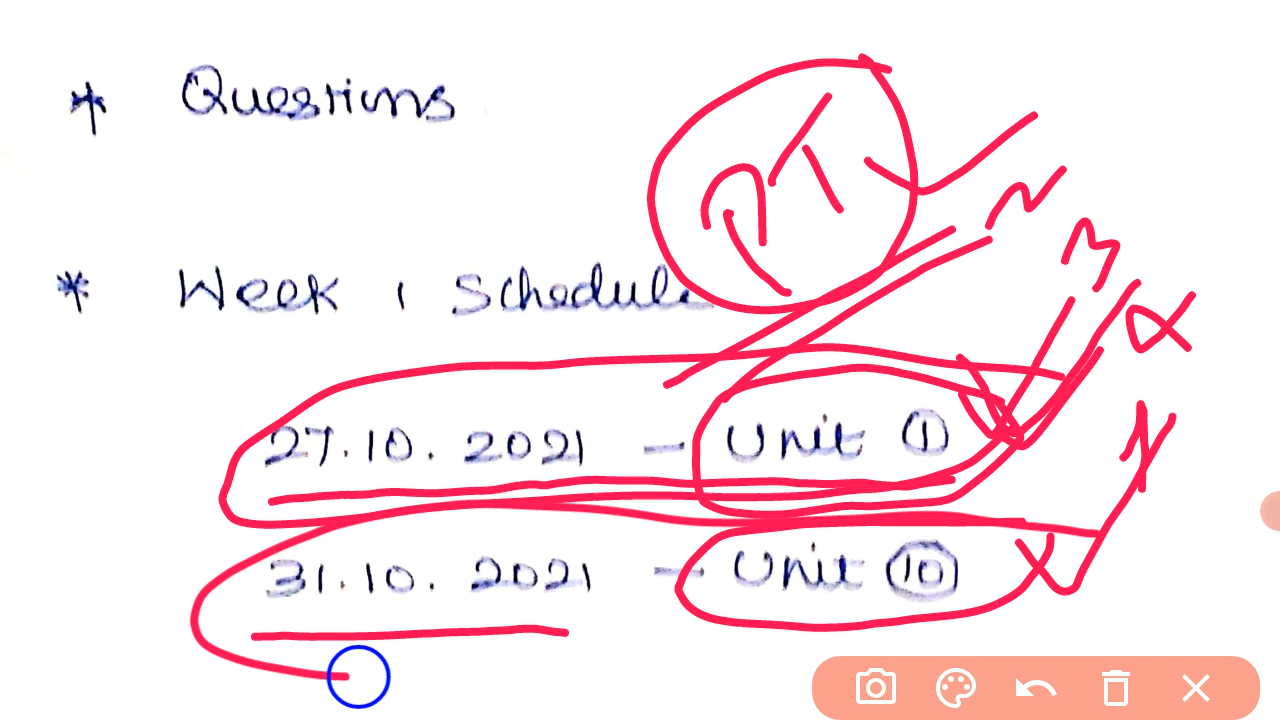 * Questions
* Week 1 Schedule
27.10.2021 - Unit ①
31.10.2021 - Unit ⑩